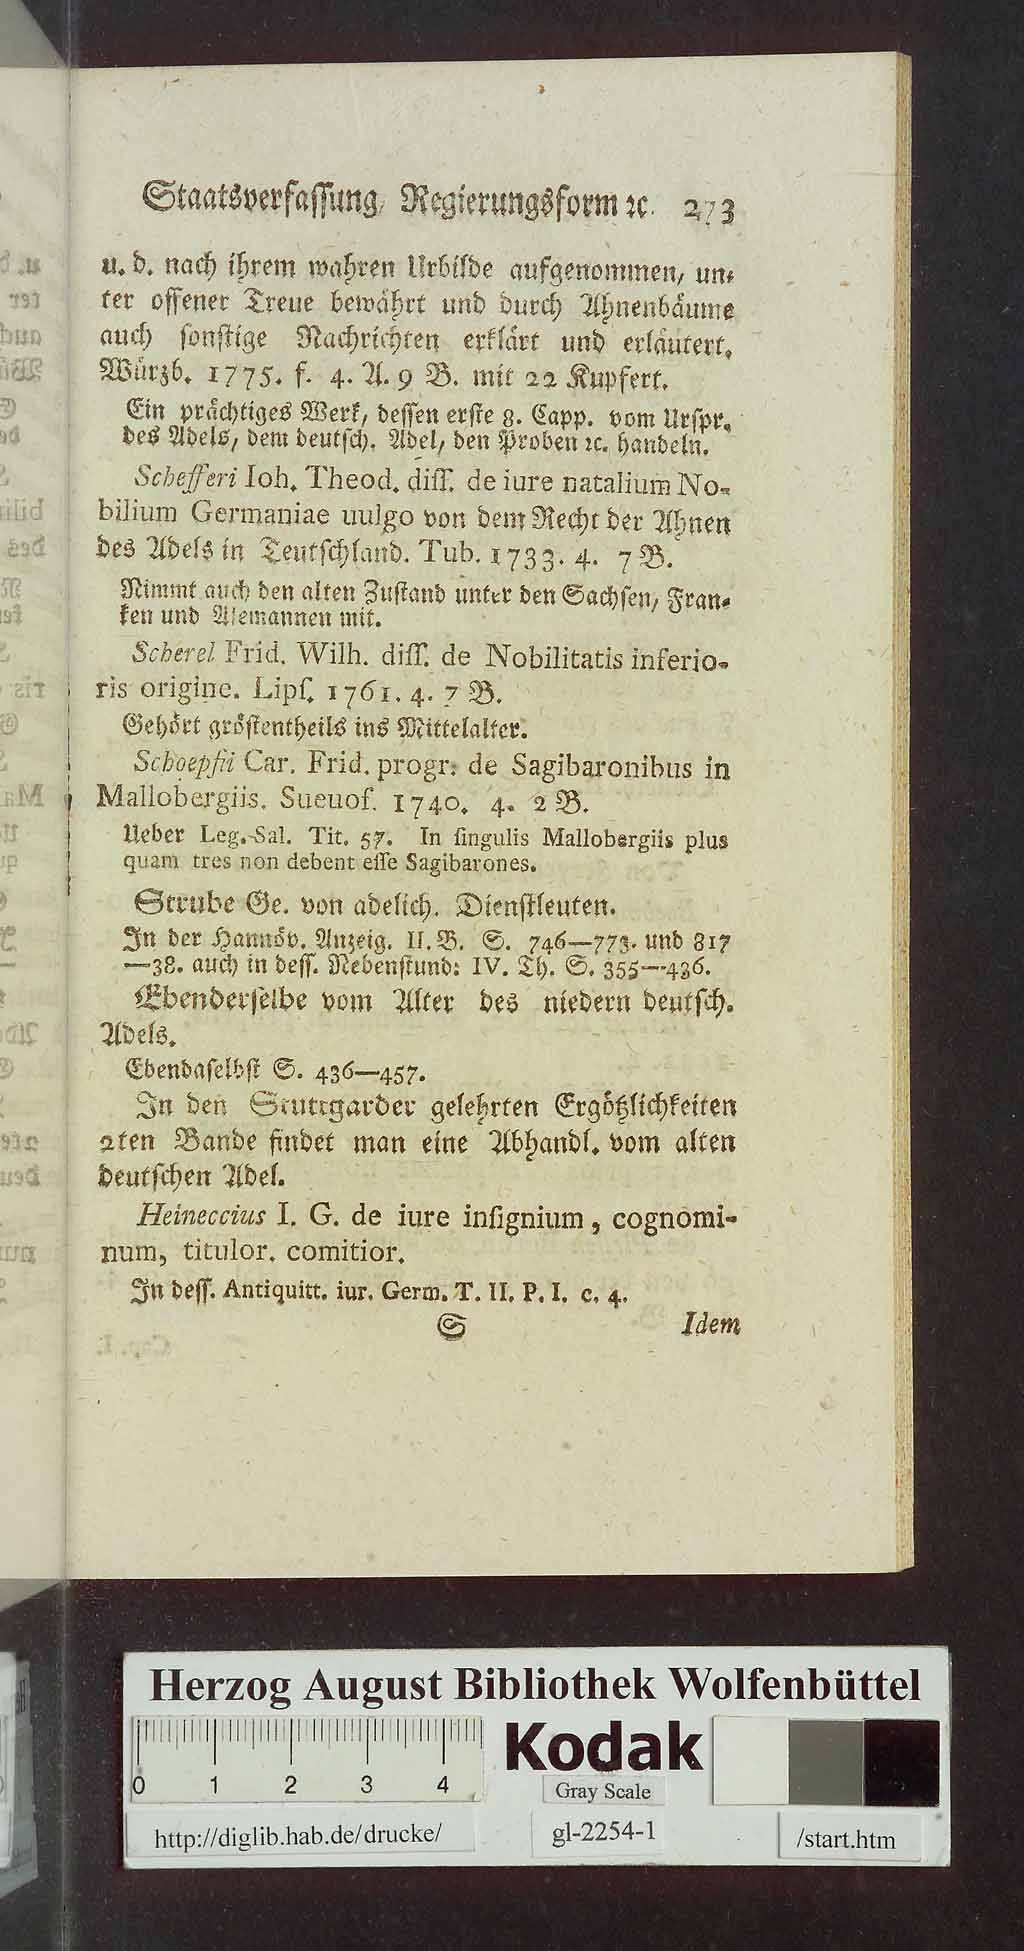 Staatsverfassung, Regierungsform ꝛc. 273
u. d. nach ihrem wahren Urbilde aufgenommen, un-
ter offener Treue bewährt und durch Ahnenbäume
auch sonstige Nachrichten erklärt und erläutert.
Würzb. 1775. f. 4. A. 9 B. mit 22 Kupfert.
Ein prächtiges Werk, dessen erste 8. Capp. vom Urspr.
des Adels, dem deutsch. Adel, den Proben ꝛc. handeln.
Schefferi Ioh. Theod. diſſ. de iure natalium No-
bilium Germaniae uulgo von dem Recht der Ahnen
des Adels in Teutschland. Tub. 1733. 4. 7 B.
Nimmt auch den alten Zustand unter den Sachsen, Fran-
ken und Alemannen mit.
Scherel Frid. Wilh. diſſ. de Nobilitatis inferio-
ris origine. Lipſ. 1761. 4. 7 B.
Gehört gröstentheils ins Mittelalter.
Schoepfii Car. Frid. progr. de Sagibaronibus in
Mallobergiis. Sueuof. 1740. 4. 2 B.
Ueber Leg. Sal. Tit. 57. In ſingulis Mallobergiis plus
quam tres non debent eſſe Sagibarones.
Strube Ge. von adelich. Dienstleuten.
In der Hannöv. Anzeig. II. B. S. 746—773. und 817
—38. auch in dess. Nebenstund: IV. Th. S. 355—436.
Ebenderselbe vom Alter des niedern deutsch.
Adels.
Ebendaselbst S. 436—457.
In den Stuttgarder gelehrten Ergötzlichkeiten
2ten Bande findet man eine Abhandl. vom alten
deutschen Adel.
Heineccius I. G. de iure inſignium, cognomi-
num, titulor. comitior.
In dess. Antiquitt. iur. Germ. T. II. P. I. c. 4.
S Idem
Herzog August Bibliothek Wolfenbüttel
0 1 2 3 4
Kodak
Gray Scale
http://diglib.hab.de/drucke/
gl-2254-1
/start.htm